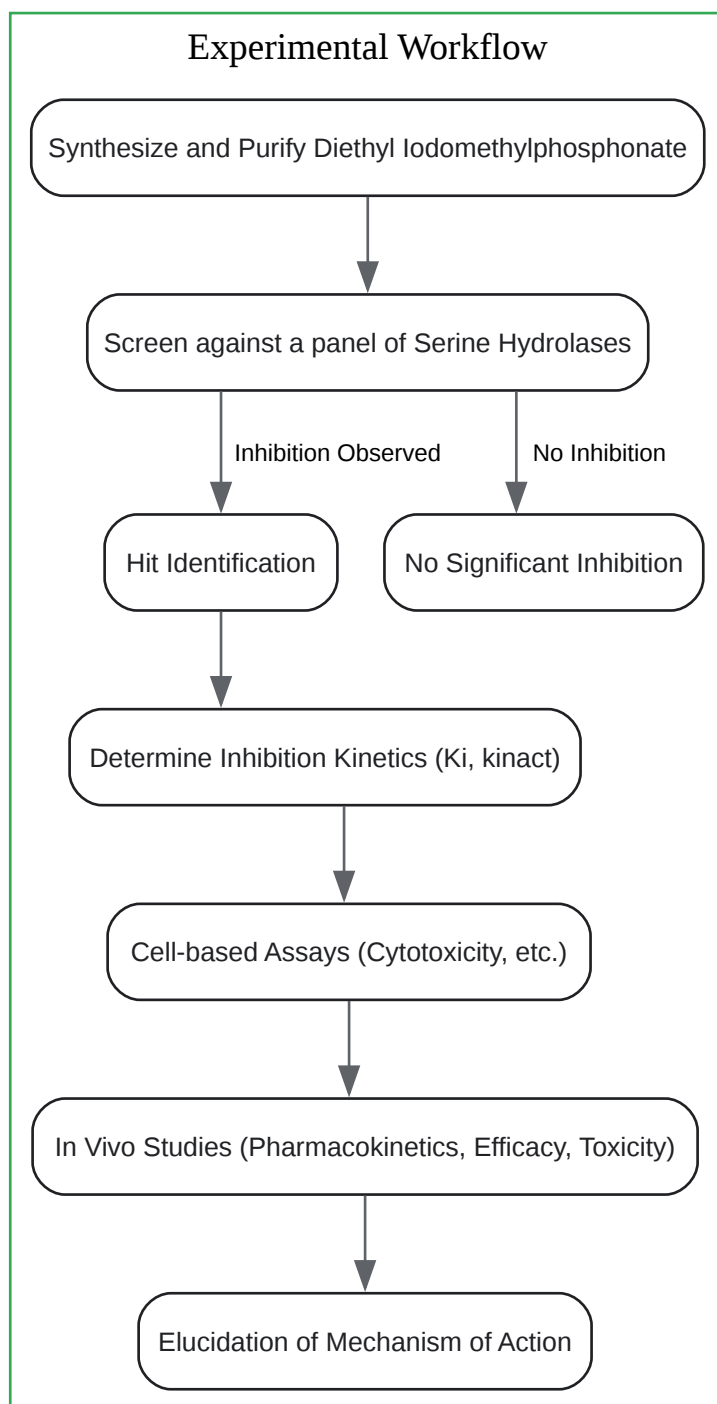 Experimental Workflow
Synthesize and Purify Diethyl Iodomethylphosphonate
Screen against a panel of Serine Hydrolases
Inhibition Observed
No Inhibition
Hit Identification
No Significant Inhibition
Determine Inhibition Kinetics (Ki, kinact)
Cell-based Assays (Cytotoxicity, etc.)
In Vivo Studies (Pharmacokinetics, Efficacy, Toxicity)
Elucidation of Mechanism of Action